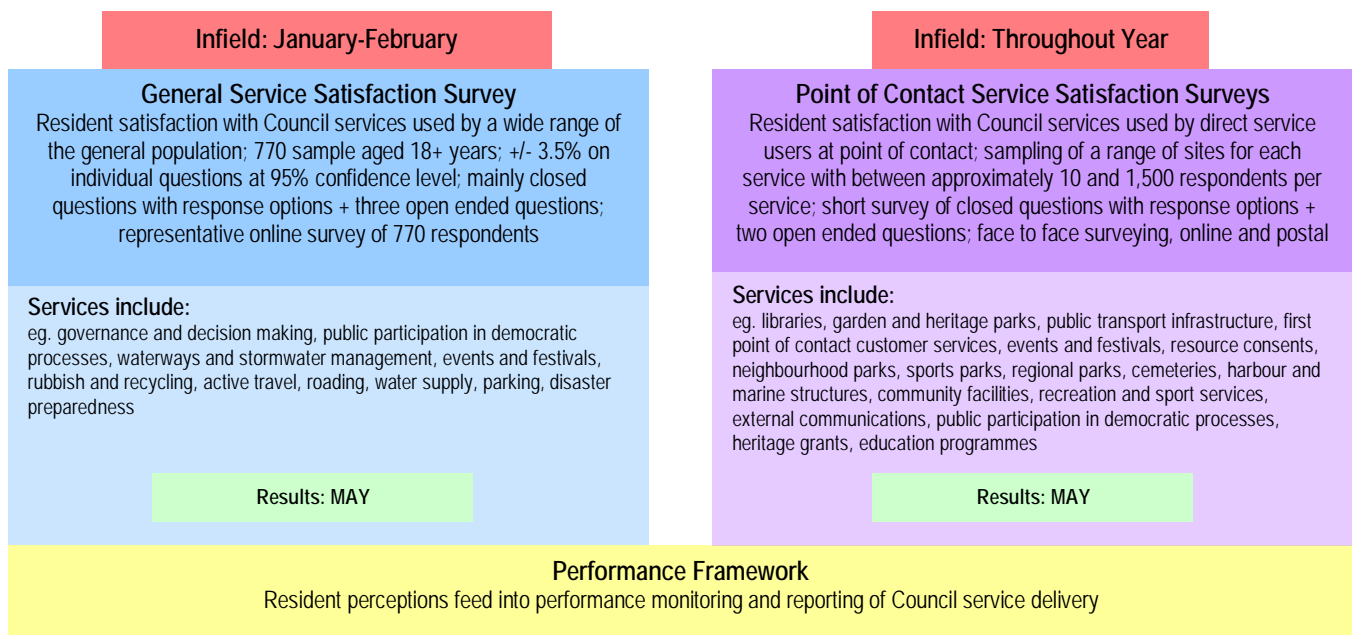 Infield: January-February
General Service Satisfaction Survey
Resident satisfaction with Council services used by a wide range of
the general population; 770 sample aged 18+ years; +/- 3.5% on
individual questions at 95% confidence level; mainly closed
questions with response options + three open ended questions;
representative online survey of 770 respondents
Services include:
eg. governance and decision making, public participation in democratic
processes, waterways and stormwater management, events and festivals,
rubbish and recycling, active travel, roading, water supply, parking, disaster
preparedness
Results: MAY
Infield: Throughout Year
Point of Contact Service Satisfaction Surveys
Resident satisfaction with Council services used by direct service
users at point of contact; sampling of a range of sites for each
service with between approximately 10 and 1,500 respondents per
service; short survey of closed questions with response options +
two open ended questions; face to face surveying, online and postal
Services include:
eg. libraries, garden and heritage parks, public transport infrastructure, first
point of contact customer services, events and festivals, resource consents,
neighbourhood parks, sports parks, regional parks, cemeteries, harbour and
marine structures, community facilities, recreation and sport services,
external communications, public participation in democratic processes,
heritage grants, education programmes
Results: MAY
Performance Framework
Resident perceptions feed into performance monitoring and reporting of Council service delivery